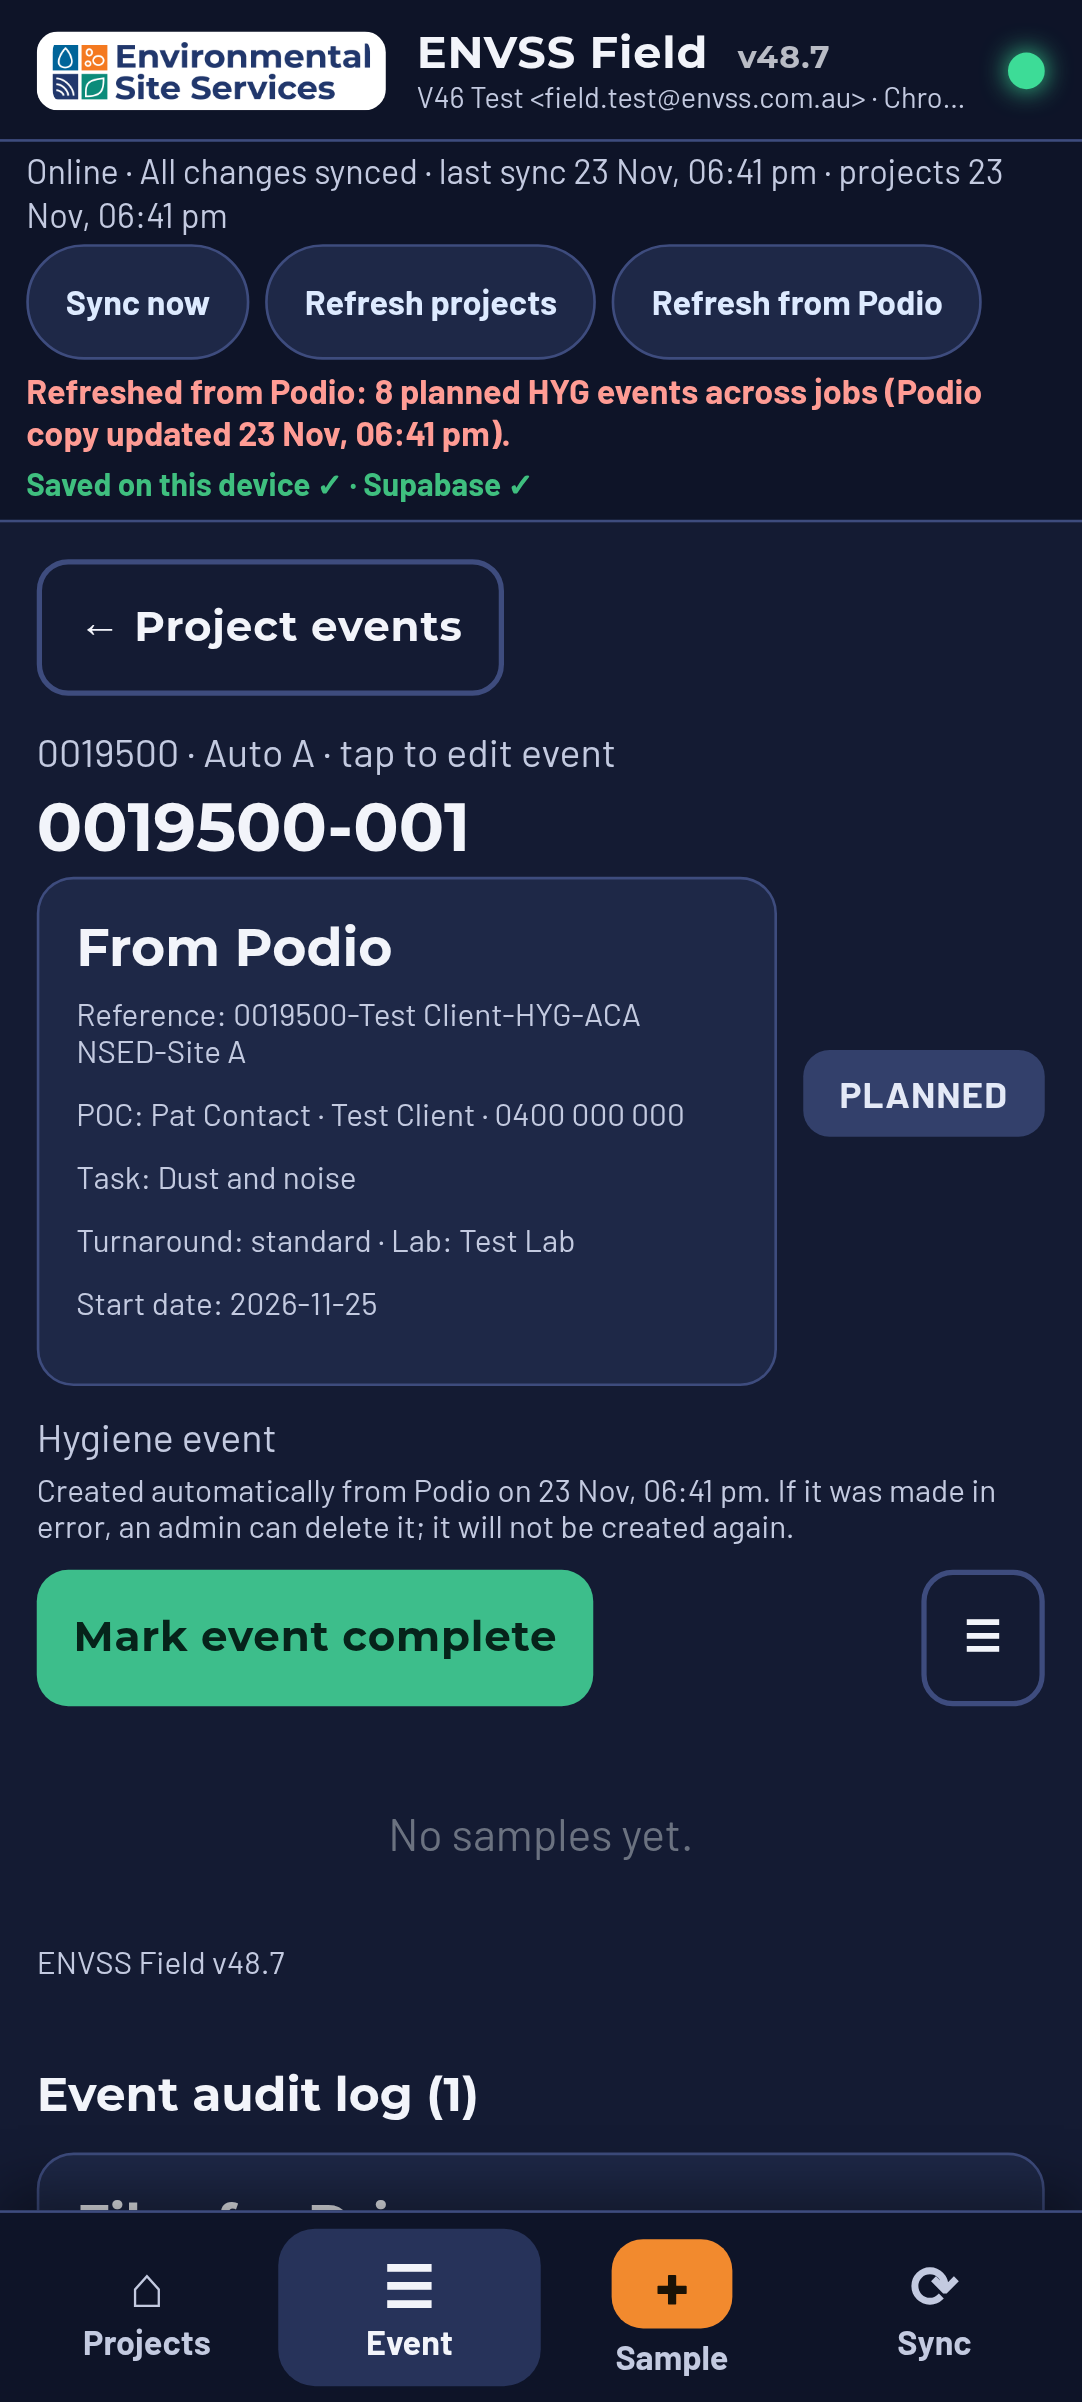 Environmental
Site Services
ENVSS Field v48.7
V46 Test <field.test@envss.com.au> · Chro...
Online · All changes synced · last sync 23 Nov, 06:41 pm · projects 23
Nov, 06:41 pm
Sync now
Refresh projects
Refresh from Podio
Refreshed from Podio: 8 planned HYG events across jobs (Podio
copy updated 23 Nov, 06:41 pm).
Saved on this device ✓ · Supabase ✓
← Project events
0019500 · Auto A · tap to edit event
0019500-001
From Podio
Reference: 0019500-Test Client-HYG-ACA
NSED-Site A
POC: Pat Contact · Test Client · 0400 000 000
Task: Dust and noise
Turnaround: standard · Lab: Test Lab
Start date: 2026-11-25
PLANNED
Hygiene event
Created automatically from Podio on 23 Nov, 06:41 pm. If it was made in
error, an admin can delete it; it will not be created again.
Mark event complete
No samples yet.
ENVSS Field v48.7
Event audit log (1)
Projects
Event
Sample
Sync